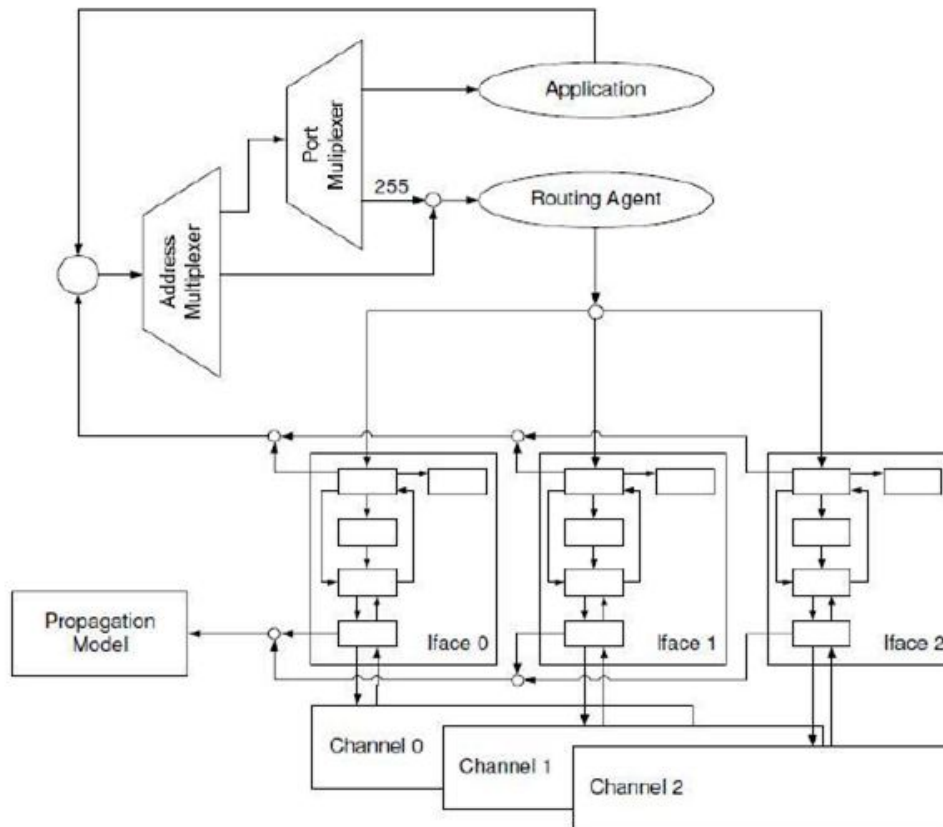 Application
Port
Muliplexer
255
Routing Agent
Address
Multiplexer
Propagation
Model
Iface 0
Iface 1
Iface 2
Channel 0
Channel 1
Channel 2